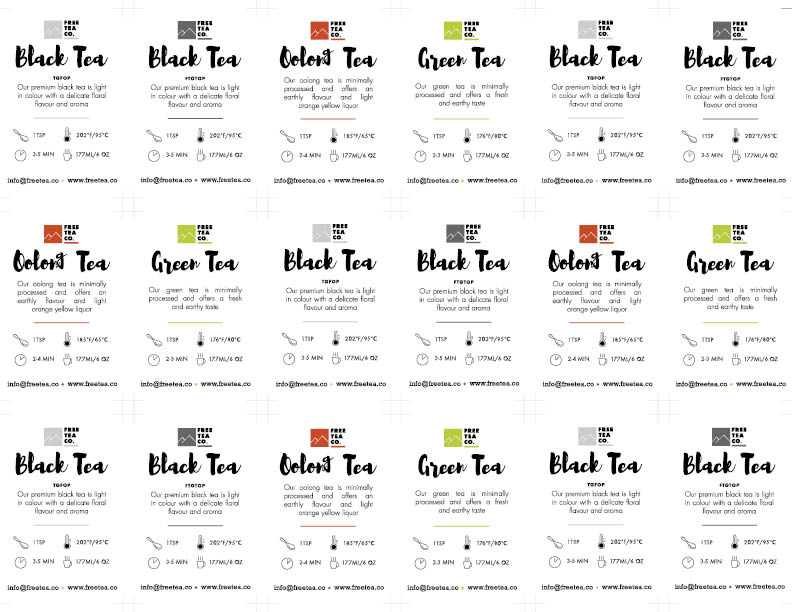 FREE
TEA
CO.
Black Tea
TGFOP
Our premium black tea is light
in colour with a delicate floral
flavour and aroma
1TSP 202°F/95°C
3-5 MIN 177ML/6 OZ
info@freetea.co • www.freetea.co
FREE
TEA
CO.
Black Tea
FTGTOP
Our premium black tea is light
in colour with a delicate floral
flavour and aroma
1TSP 202°F/95°C
3-5 MIN 177ML/6 OZ
info@freetea.co • www.freetea.co
FREE
TEA
CO.
Oolong Tea
Our oolong tea is minimally
processed and offers an
earthly flavour and light
orange yellow liquor
1TSP 185°F/65°C
2-4 MIN 177ML/6 OZ
info@freetea.co • www.freetea.co
FREE
TEA
CO.
Green Tea
Our green tea is minimally
processed and offers a fresh
and earthy taste
1TSP 176°F/80°C
2-3 MIN 177ML/6 OZ
info@freetea.co • www.freetea.co
FREE
TEA
CO.
Black Tea
TGFOP
Our premium black tea is light
in colour with a delicate floral
flavour and aroma
1TSP 202°F/95°C
3-5 MIN 177ML/6 OZ
info@freetea.co • www.freetea.co
FREE
TEA
CO.
Black Tea
FTGTOP
Our premium black tea is light
in colour with a delicate floral
flavour and aroma
1TSP 202°F/95°C
3-5 MIN 177ML/6 OZ
info@freetea.co • www.freetea.co
FREE
TEA
CO.
Oolong Tea
Our oolong tea is minimally
processed and offers an
earthly flavour and light
orange yellow liquor
1TSP 185°F/65°C
2-4 MIN 177ML/6 OZ
info@freetea.co • www.freetea.co
FREE
TEA
CO.
Green Tea
Our green tea is minimally
processed and offers a fresh
and earthy taste
1TSP 176°F/80°C
2-3 MIN 177ML/6 OZ
info@freetea.co • www.freetea.co
FREE
TEA
CO.
Black Tea
TGFOP
Our premium black tea is light
in colour with a delicate floral
flavour and aroma
1TSP 202°F/95°C
3-5 MIN 177ML/6 OZ
info@freetea.co • www.freetea.co
FREE
TEA
CO.
Black Tea
FTGTOP
Our premium black tea is light
in colour with a delicate floral
flavour and aroma
1TSP 202°F/95°C
3-5 MIN 177ML/6 OZ
info@freetea.co • www.freetea.co
FREE
TEA
CO.
Oolong Tea
Our oolong tea is minimally
processed and offers an
earthly flavour and light
orange yellow liquor
1TSP 185°F/65°C
2-4 MIN 177ML/6 OZ
info@freetea.co • www.freetea.co
FREE
TEA
CO.
Green Tea
Our green tea is minimally
processed and offers a fresh
and earthy taste
1TSP 176°F/80°C
2-3 MIN 177ML/6 OZ
info@freetea.co • www.freetea.co
FREE
TEA
CO.
Black Tea
TGFOP
Our premium black tea is light
in colour with a delicate floral
flavour and aroma
1TSP 202°F/95°C
3-5 MIN 177ML/6 OZ
info@freetea.co • www.freetea.co
FREE
TEA
CO.
Black Tea
FTGTOP
Our premium black tea is light
in colour with a delicate floral
flavour and aroma
1TSP 202°F/95°C
3-5 MIN 177ML/6 OZ
info@freetea.co • www.freetea.co
FREE
TEA
CO.
Oolong Tea
Our oolong tea is minimally
processed and offers an
earthly flavour and light
orange yellow liquor
1TSP 185°F/65°C
2-4 MIN 177ML/6 OZ
info@freetea.co • www.freetea.co
FREE
TEA
CO.
Green Tea
Our green tea is minimally
processed and offers a fresh
and earthy taste
1TSP 176°F/80°C
2-3 MIN 177ML/6 OZ
info@freetea.co • www.freetea.co
FREE
TEA
CO.
Black Tea
TGFOP
Our premium black tea is light
in colour with a delicate floral
flavour and aroma
1TSP 202°F/95°C
3-5 MIN 177ML/6 OZ
info@freetea.co • www.freetea.co
FREE
TEA
CO.
Black Tea
FTGTOP
Our premium black tea is light
in colour with a delicate floral
flavour and aroma
1TSP 202°F/95°C
3-5 MIN 177ML/6 OZ
info@freetea.co • www.freetea.co